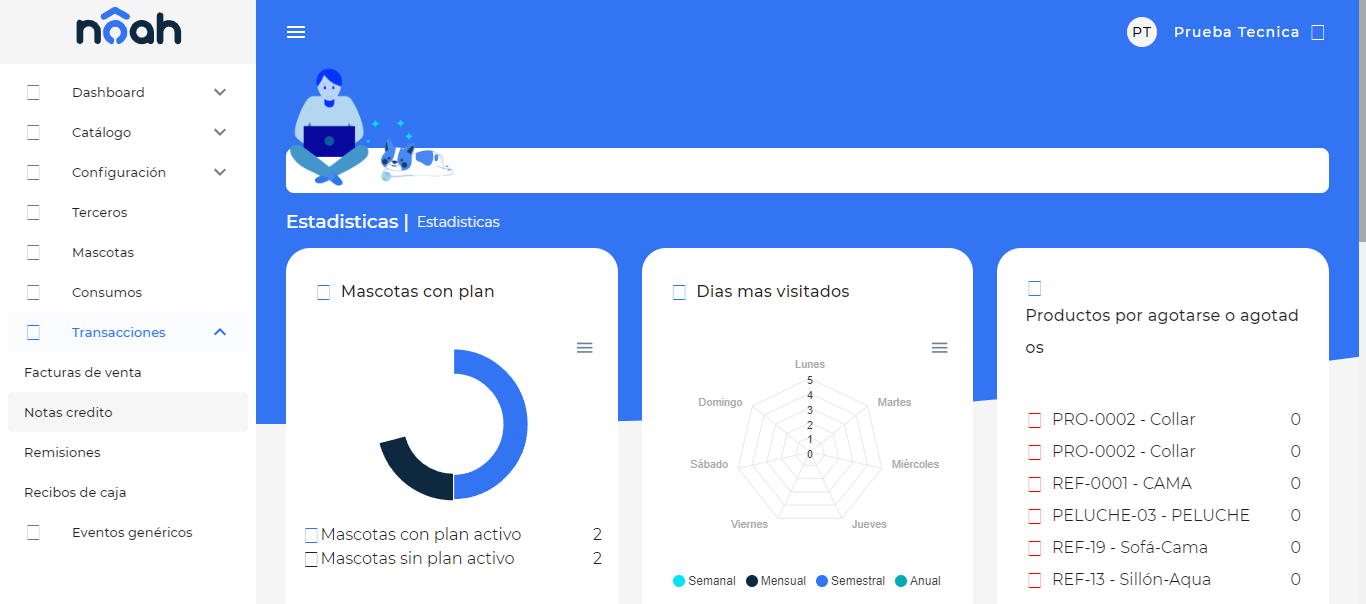 nôah
Dashboard
Catálogo
Configuración
Terceros
Mascotas
Consumos
Transacciones
Facturas de venta
Notas credito
Remisiones
Recibos de caja
Eventos genéricos
PT Prueba Tecnica
Estadisticas | Estadisticas
Mascotas con plan
Mascotas con plan activo 2
Mascotas sin plan activo 2
Dias mas visitados
Lunes
Martes
Miércoles
Jueves
Viernes
Sábado
Domingo
5
4
3
2
1
0
Semanal Mensual Semestral Anual
Productos por agotarse o agotad
os
PRO-0002 - Collar 0
PRO-0002 - Collar 0
REF-0001 - CAMA 0
PELUCHE-03 - PELUCHE 0
REF-19 - Sofá-Cama 0
REF-13 - Sillón-Aqua 0